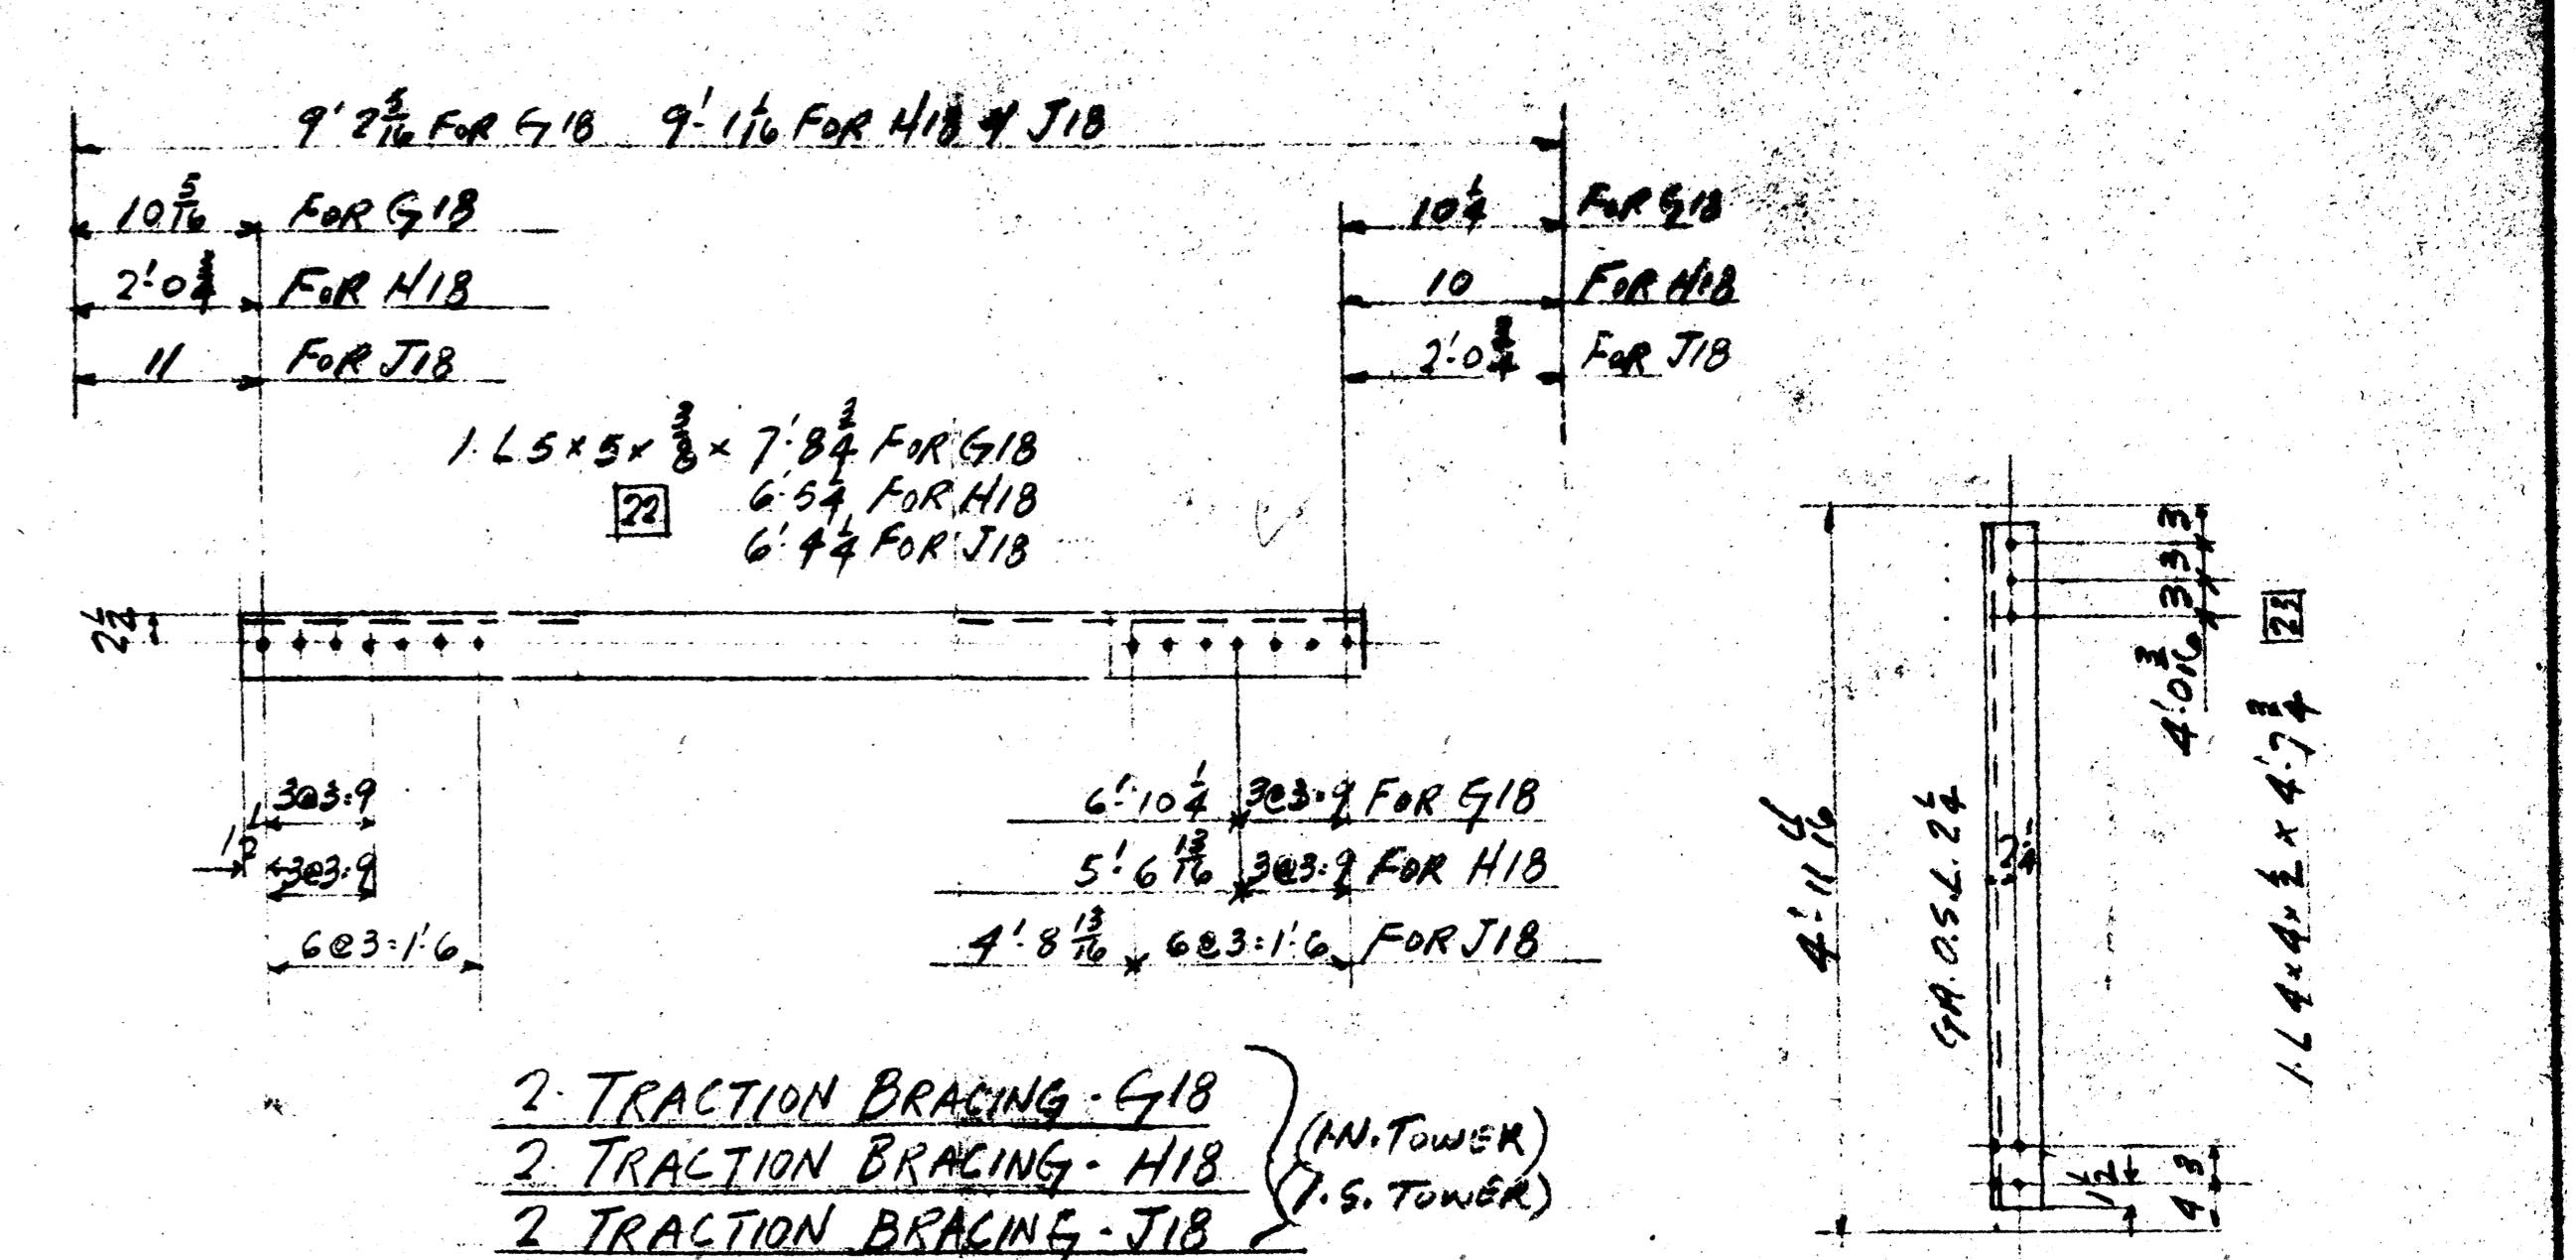 9' 2 5/16 FOR G18 9'-1 1/16 FOR H18 & J18
10 5/16 FOR G18
2'-0 3/4 FOR H18
11 FOR J18
10 1/4 FOR G18
10 FOR H18
2'-0 3/4 FOR J18
1·L 5 x 5 x 3/8 x 7'-8 3/4 FOR G18
22 6'-5 1/4 FOR H18
6'-4 1/4 FOR J18
2 1/4
3@3=9
1 1/2
3@3=9
6@3=1'-6
6'-10 1/4 3@3=9 FOR G18
5'-6 13/16 3@3=9 FOR H18
4'-8 13/16 6@3=1'-6 FOR J18
2· TRACTION BRACING · G18
2· TRACTION BRACING - H18
2 TRACTION BRACING - J18
(1·N. TOWER)
(1·S. TOWER)
GA. O.S.L. 2 1/4
2 1/4
3
3
3
4'-0 3/16
23
1·L 4 x 4 x 1/2 x 4'-7 3/4
1 1/2
3
4